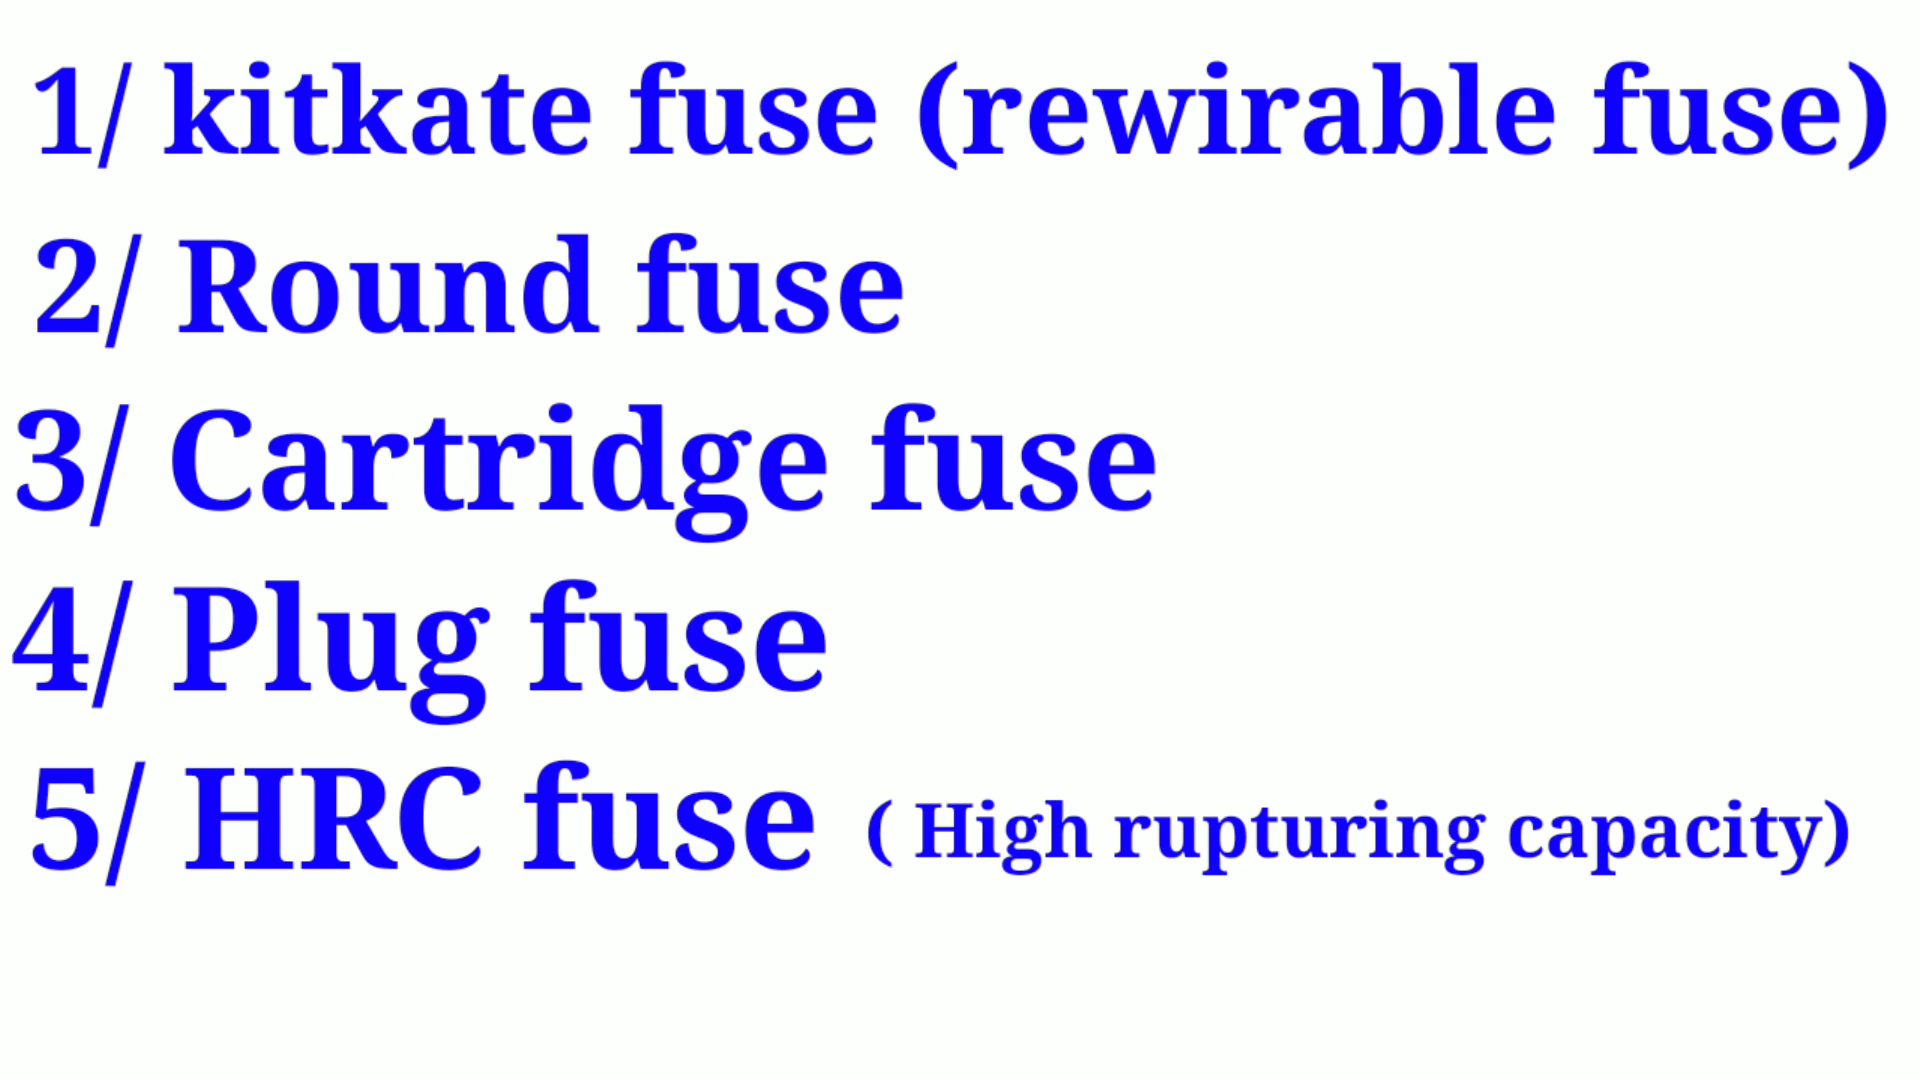 1/ kitkate fuse (rewirable fuse)
2/ Round fuse
3/ Cartridge fuse
4/ Plug fuse
5/ HRC fuse ( High rupturing capacity)